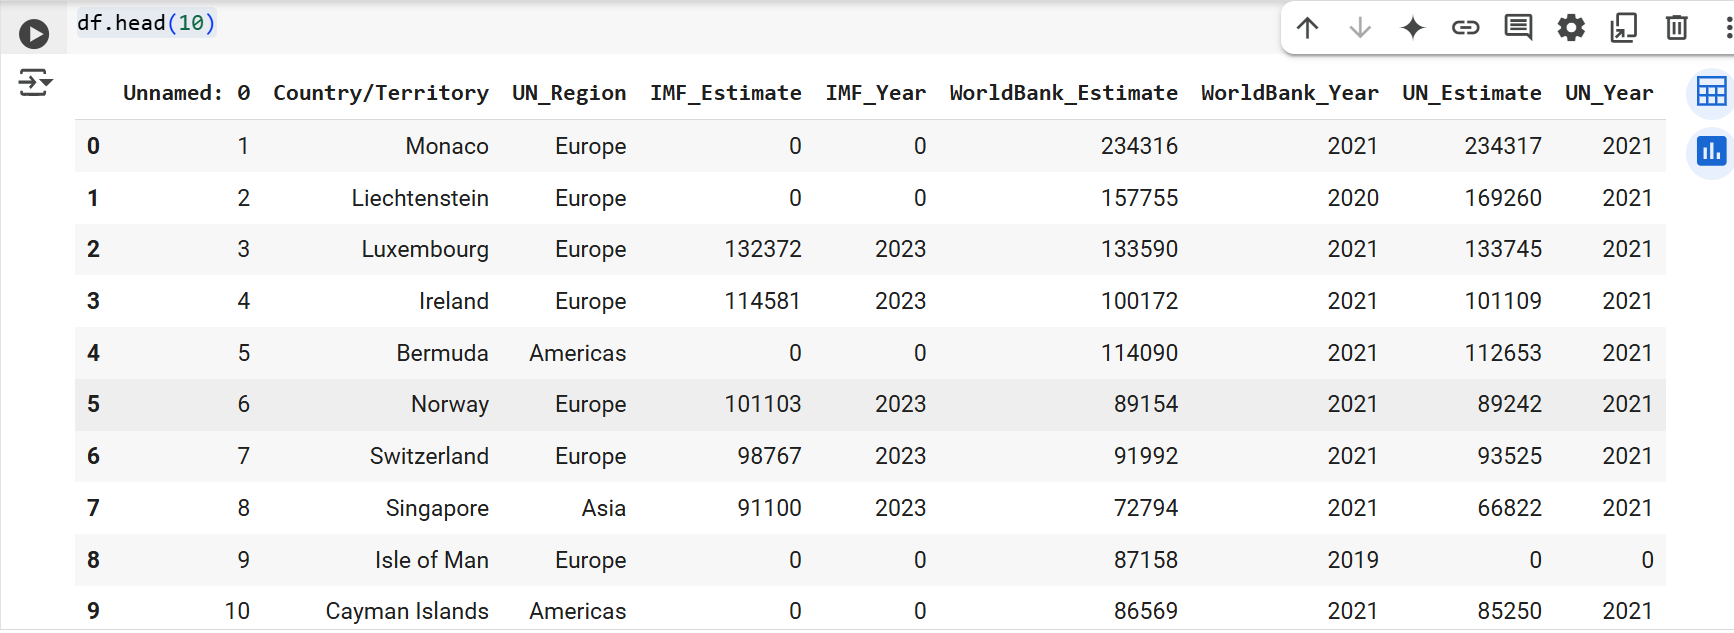 df.head(10)
Unnamed: 0 Country/Territory UN_Region IMF_Estimate IMF_Year WorldBank_Estimate WorldBank_Year UN_Estimate UN_Year
0 1 Monaco Europe 0 0 234316 2021 234317 2021
1 2 Liechtenstein Europe 0 0 157755 2020 169260 2021
2 3 Luxembourg Europe 132372 2023 133590 2021 133745 2021
3 4 Ireland Europe 114581 2023 100172 2021 101109 2021
4 5 Bermuda Americas 0 0 114090 2021 112653 2021
5 6 Norway Europe 101103 2023 89154 2021 89242 2021
6 7 Switzerland Europe 98767 2023 91992 2021 93525 2021
7 8 Singapore Asia 91100 2023 72794 2021 66822 2021
8 9 Isle of Man Europe 0 0 87158 2019 0 0
9 10 Cayman Islands Americas 0 0 86569 2021 85250 2021